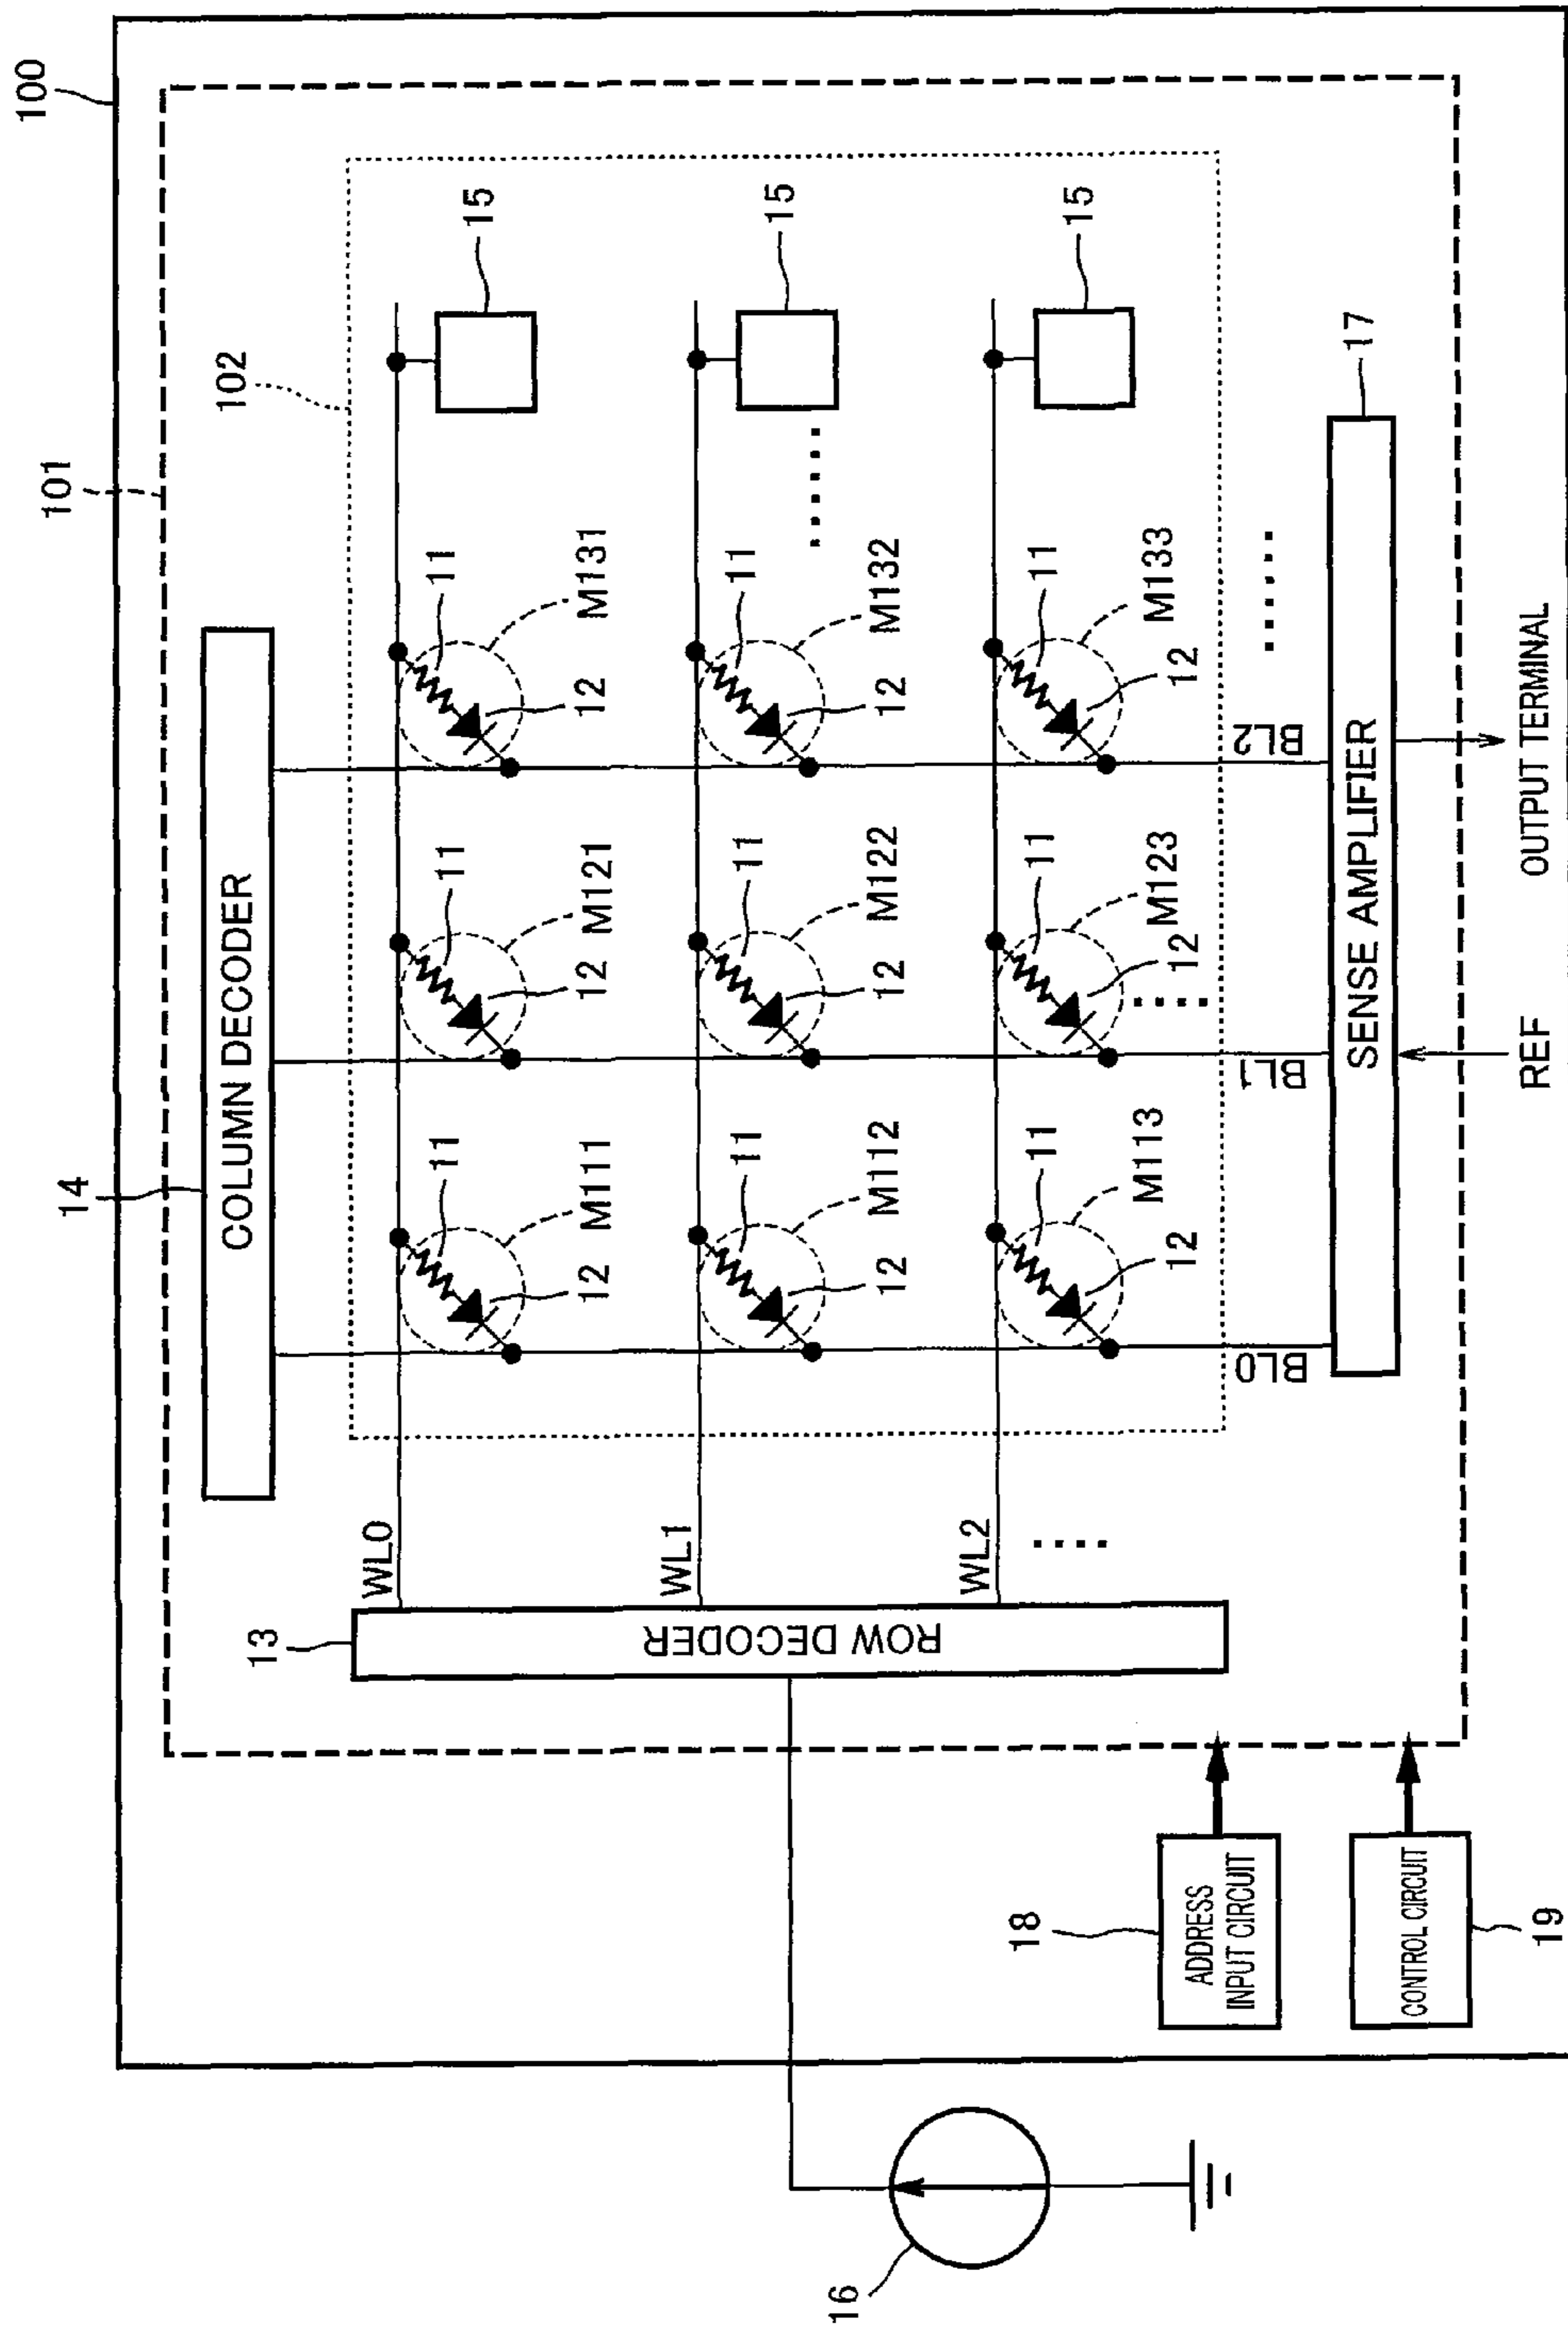 100
101
102
14
COLUMN DECODER
15
15
15
11
12
M111
11
12
M121
11
12
M131
11
12
M112
11
12
M122
11
12
M132
11
12
M113
11
12
M123
11
12
M133
WL0
WL1
WL2
13
ROW DECODER
BL0
BL1
BL2
17
SENSE AMPLIFIER
REF
OUTPUT TERMINAL
16
18
ADDRESS
INPUT CIRCUIT
CONTROL CIRCUIT
19